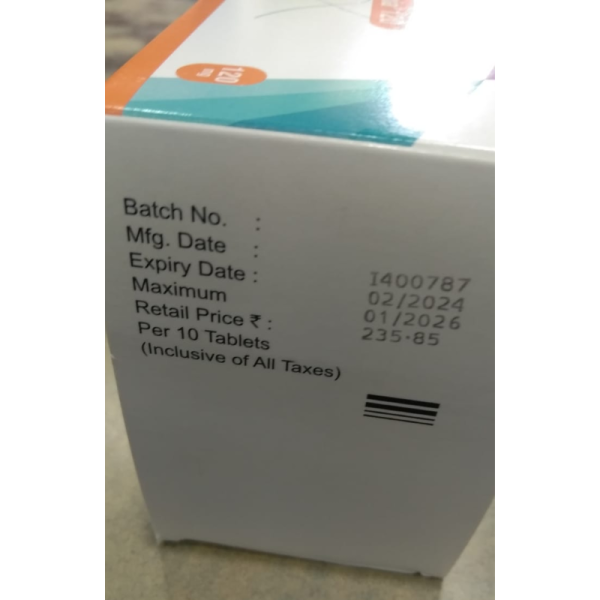 120
mg
Batch No. :
Mfg. Date :
Expiry Date :
Maximum
Retail Price ₹ :
Per 10 Tablets
(Inclusive of All Taxes)
I400787
02/2024
01/2026
235.85